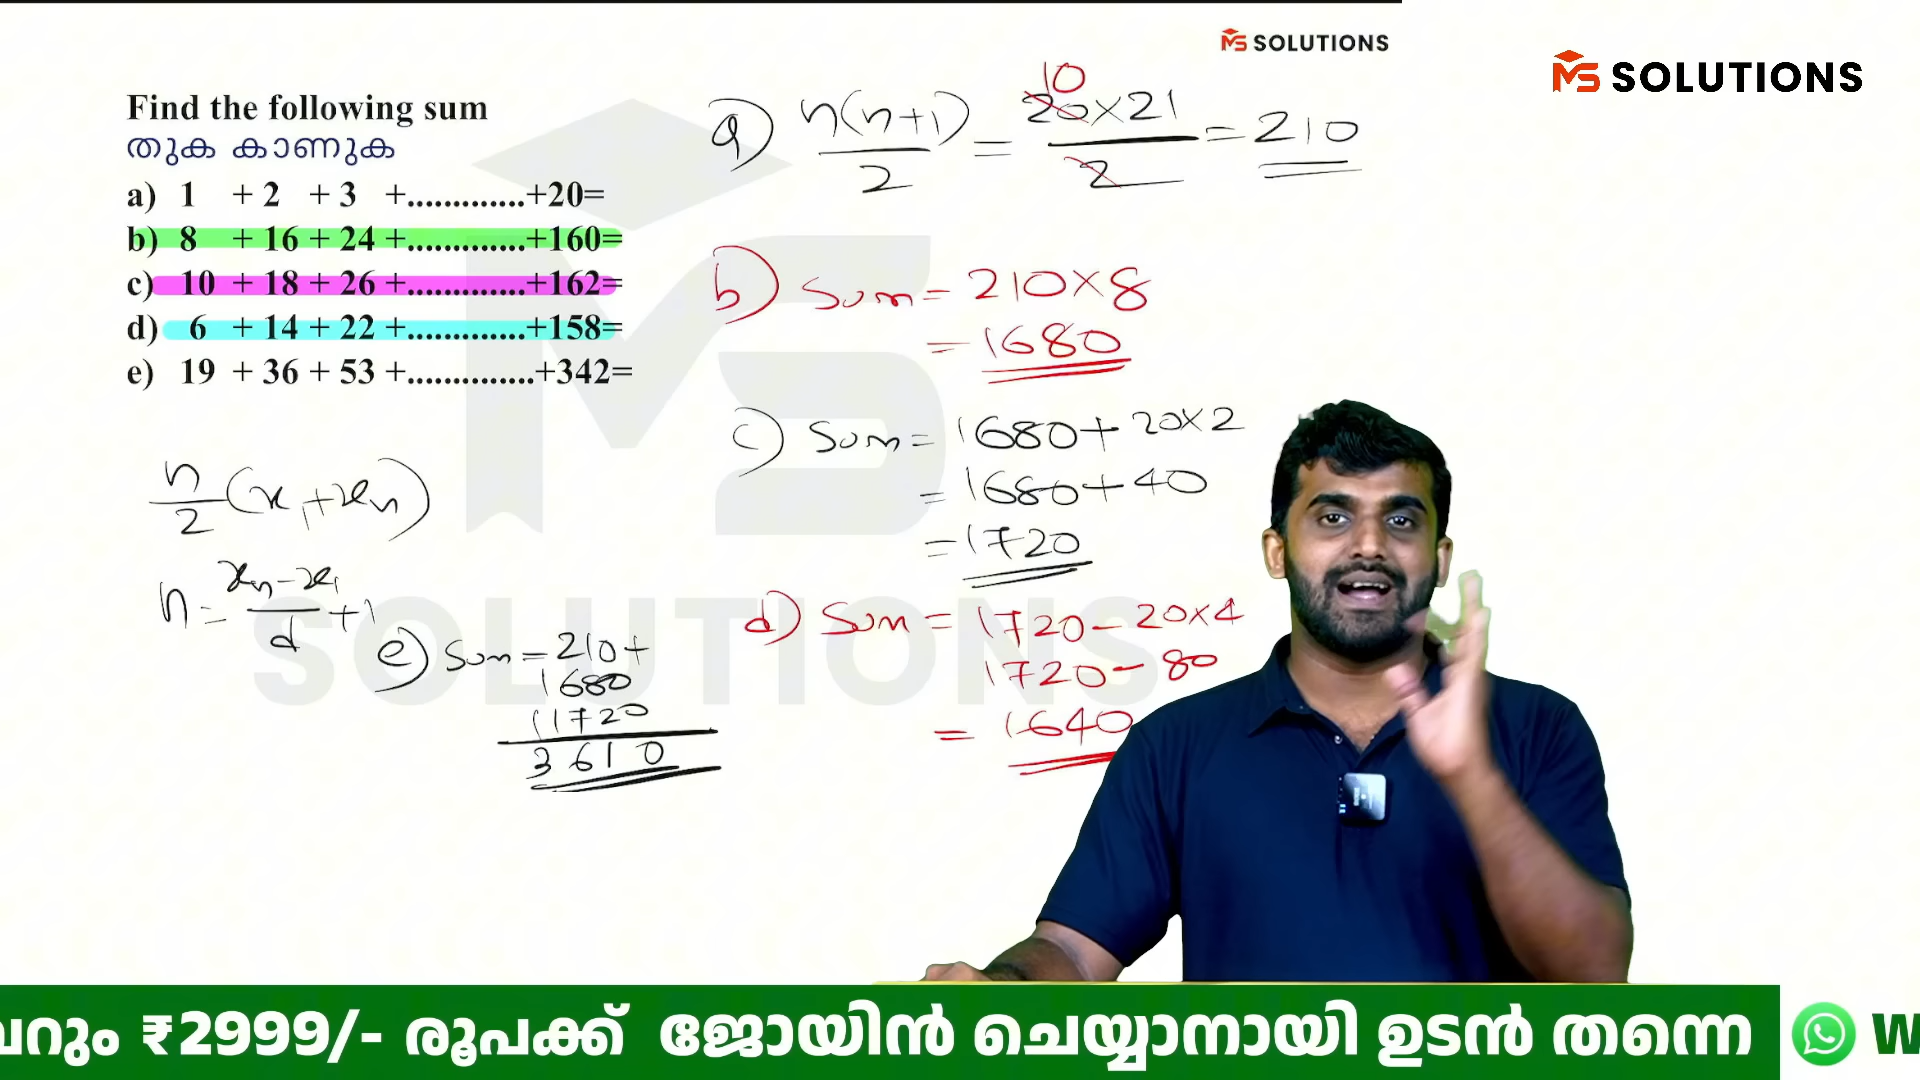 MS SOLUTIONS
MS SOLUTIONS
Find the following sum
തുക കാണുക
a) 1 + 2 + 3 +.............+20=
b) 8 + 16 + 24 +.............+160=
c) 10 + 18 + 26 +.............+162=
d) 6 + 14 + 22 +.............+158=
e) 19 + 36 + 53 +..............+342=
n/2 (x₁+xₙ)
n = (xₙ-x₁)/d +1
a) n(n+1)/2 = 20×21/2 = 210
10
b) Sum = 210×8
= 1680
c) Sum = 1680+20×2
= 1680+40
= 1720
d) Sum = 1720-20×4
1720-80
= 1640
e) Sum = 210+
1680
1720
3610
MS
SOLUTIONS
₹2999/- രൂപക്ക് ജോയിൻ ചെയ്യാനായി ഉടൻ തന്നെ